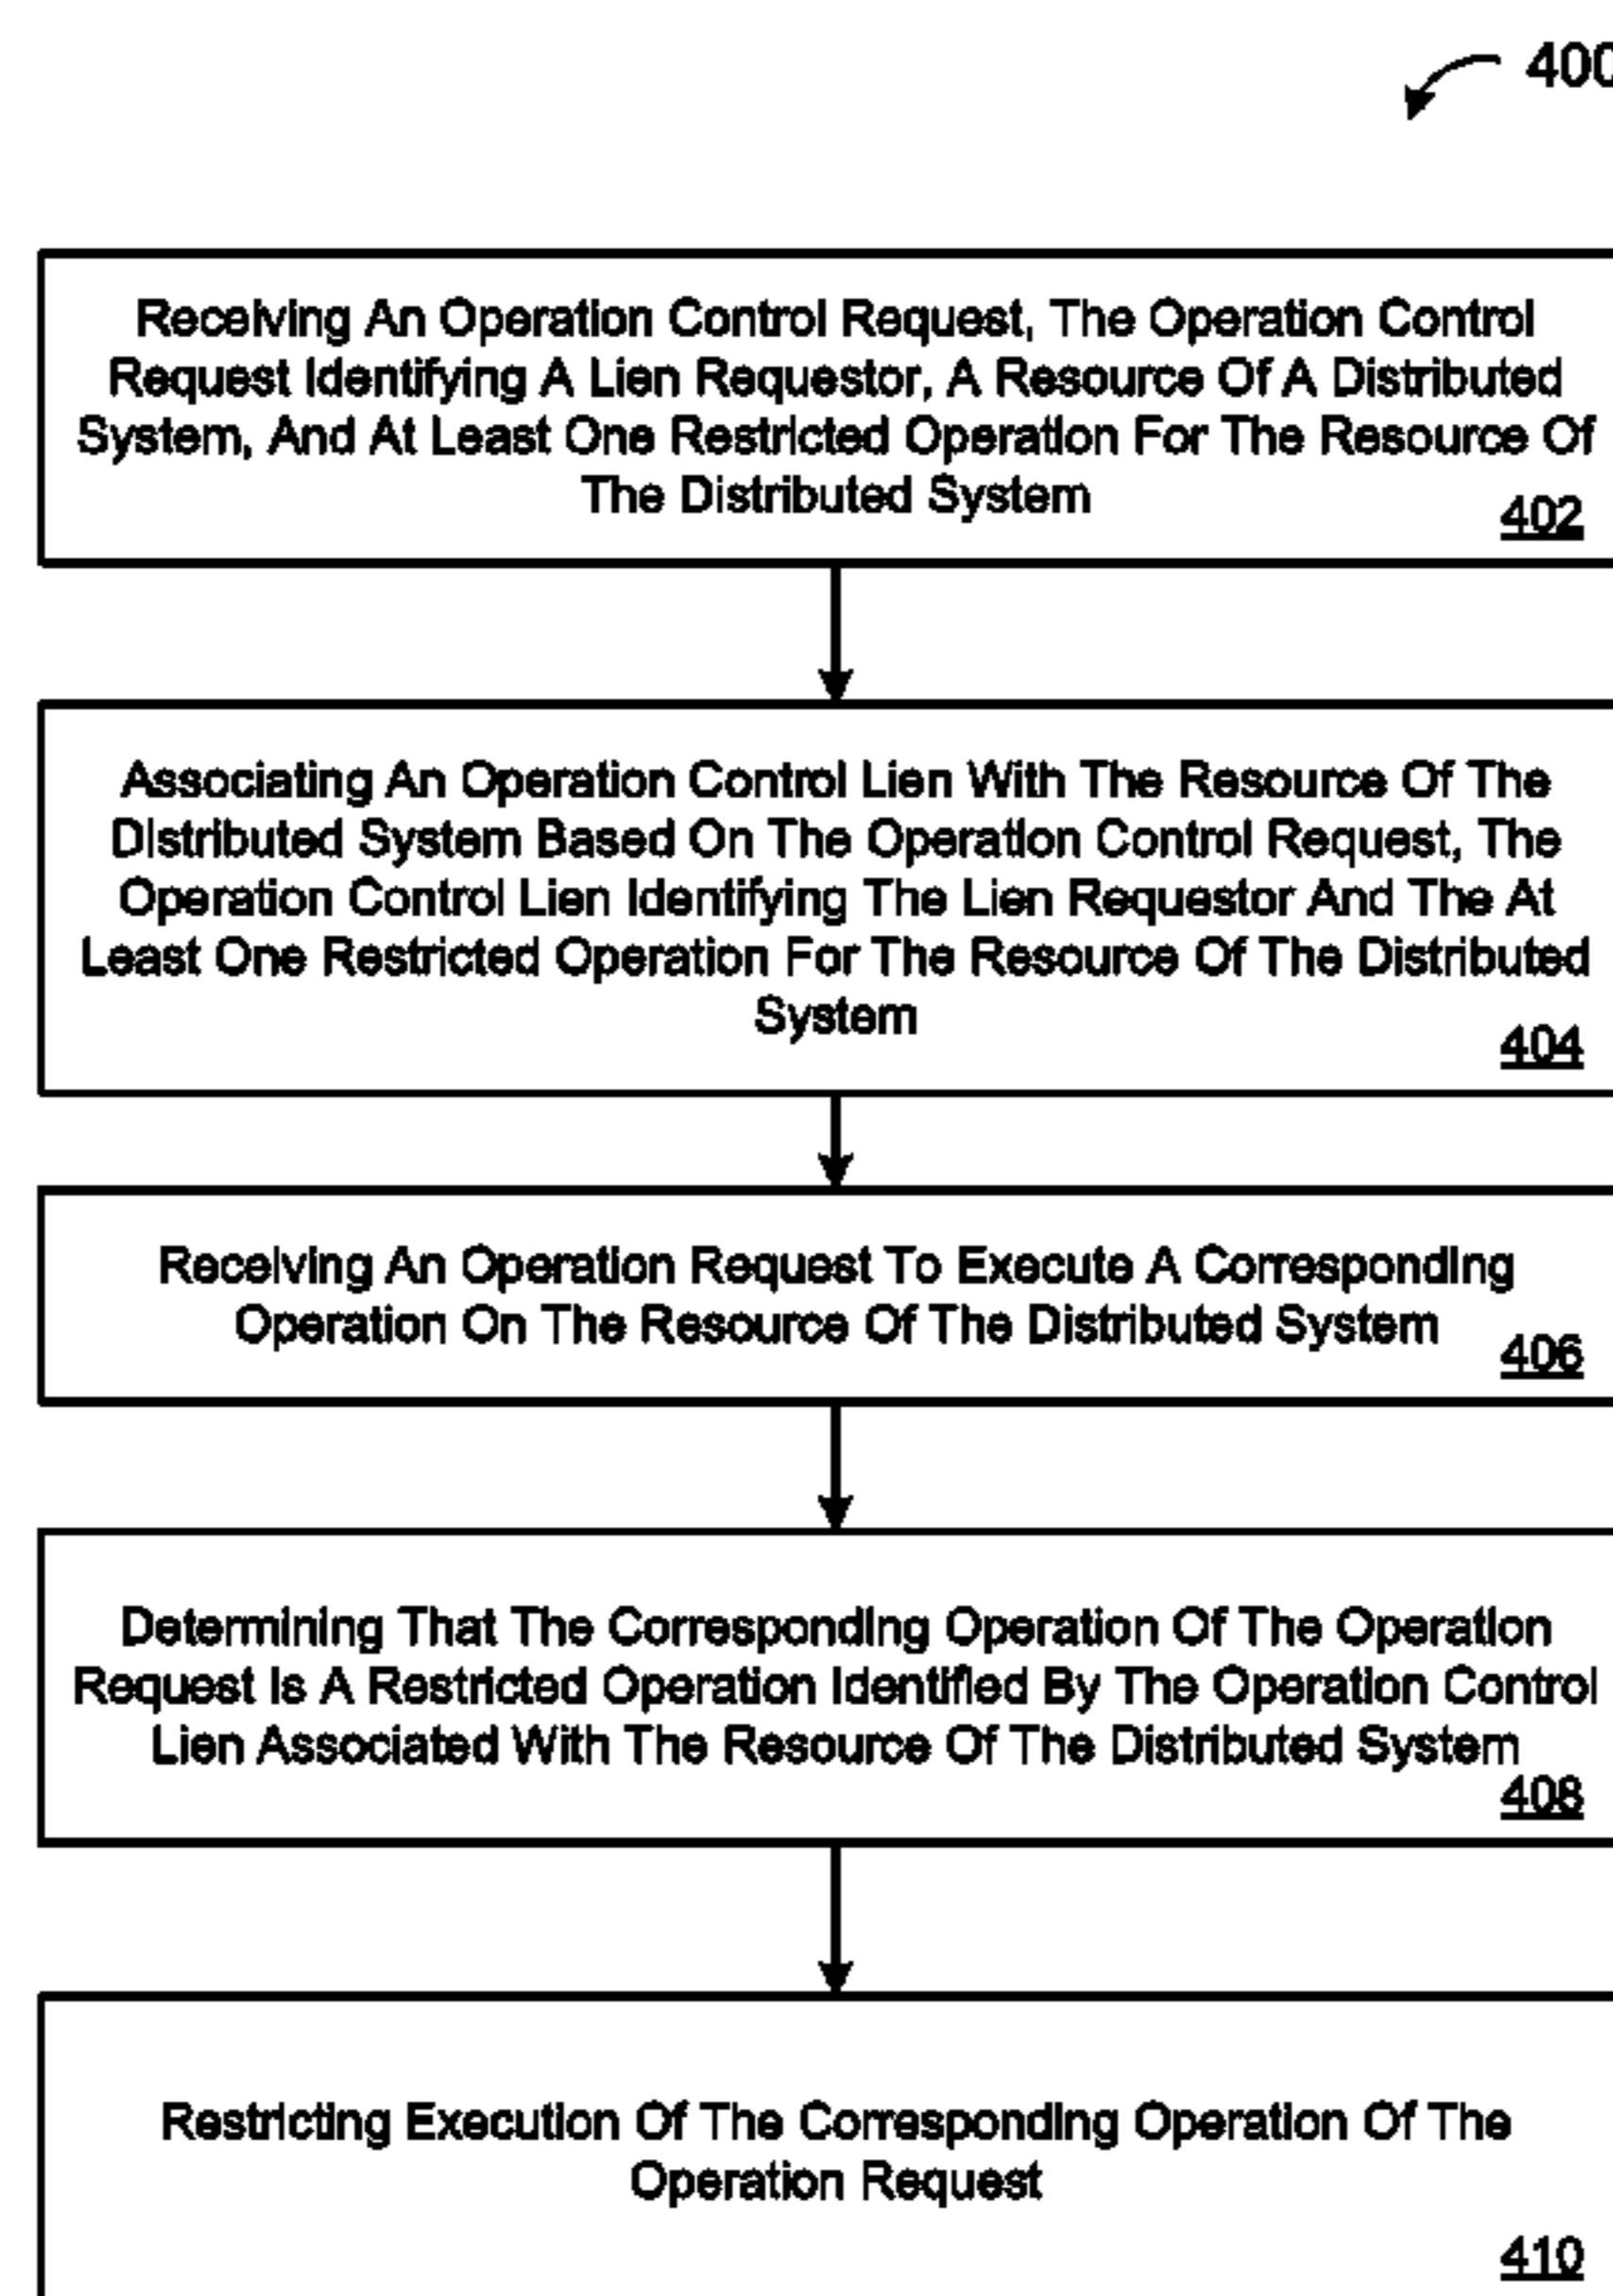 400
Receiving An Operation Control Request, The Operation Control
Request Identifying A Lien Requestor, A Resource Of A Distributed
System, And At Least One Restricted Operation For The Resource Of
The Distributed System
402
Associating An Operation Control Lien With The Resource Of The
Distributed System Based On The Operation Control Request, The
Operation Control Lien Identifying The Lien Requestor And The At
Least One Restricted Operation For The Resource Of The Distributed
System
404
Receiving An Operation Request To Execute A Corresponding
Operation On The Resource Of The Distributed System
406
Determining That The Corresponding Operation Of The Operation
Request Is A Restricted Operation Identified By The Operation Control
Lien Associated With The Resource Of The Distributed System
408
Restricting Execution Of The Corresponding Operation Of The
Operation Request
410